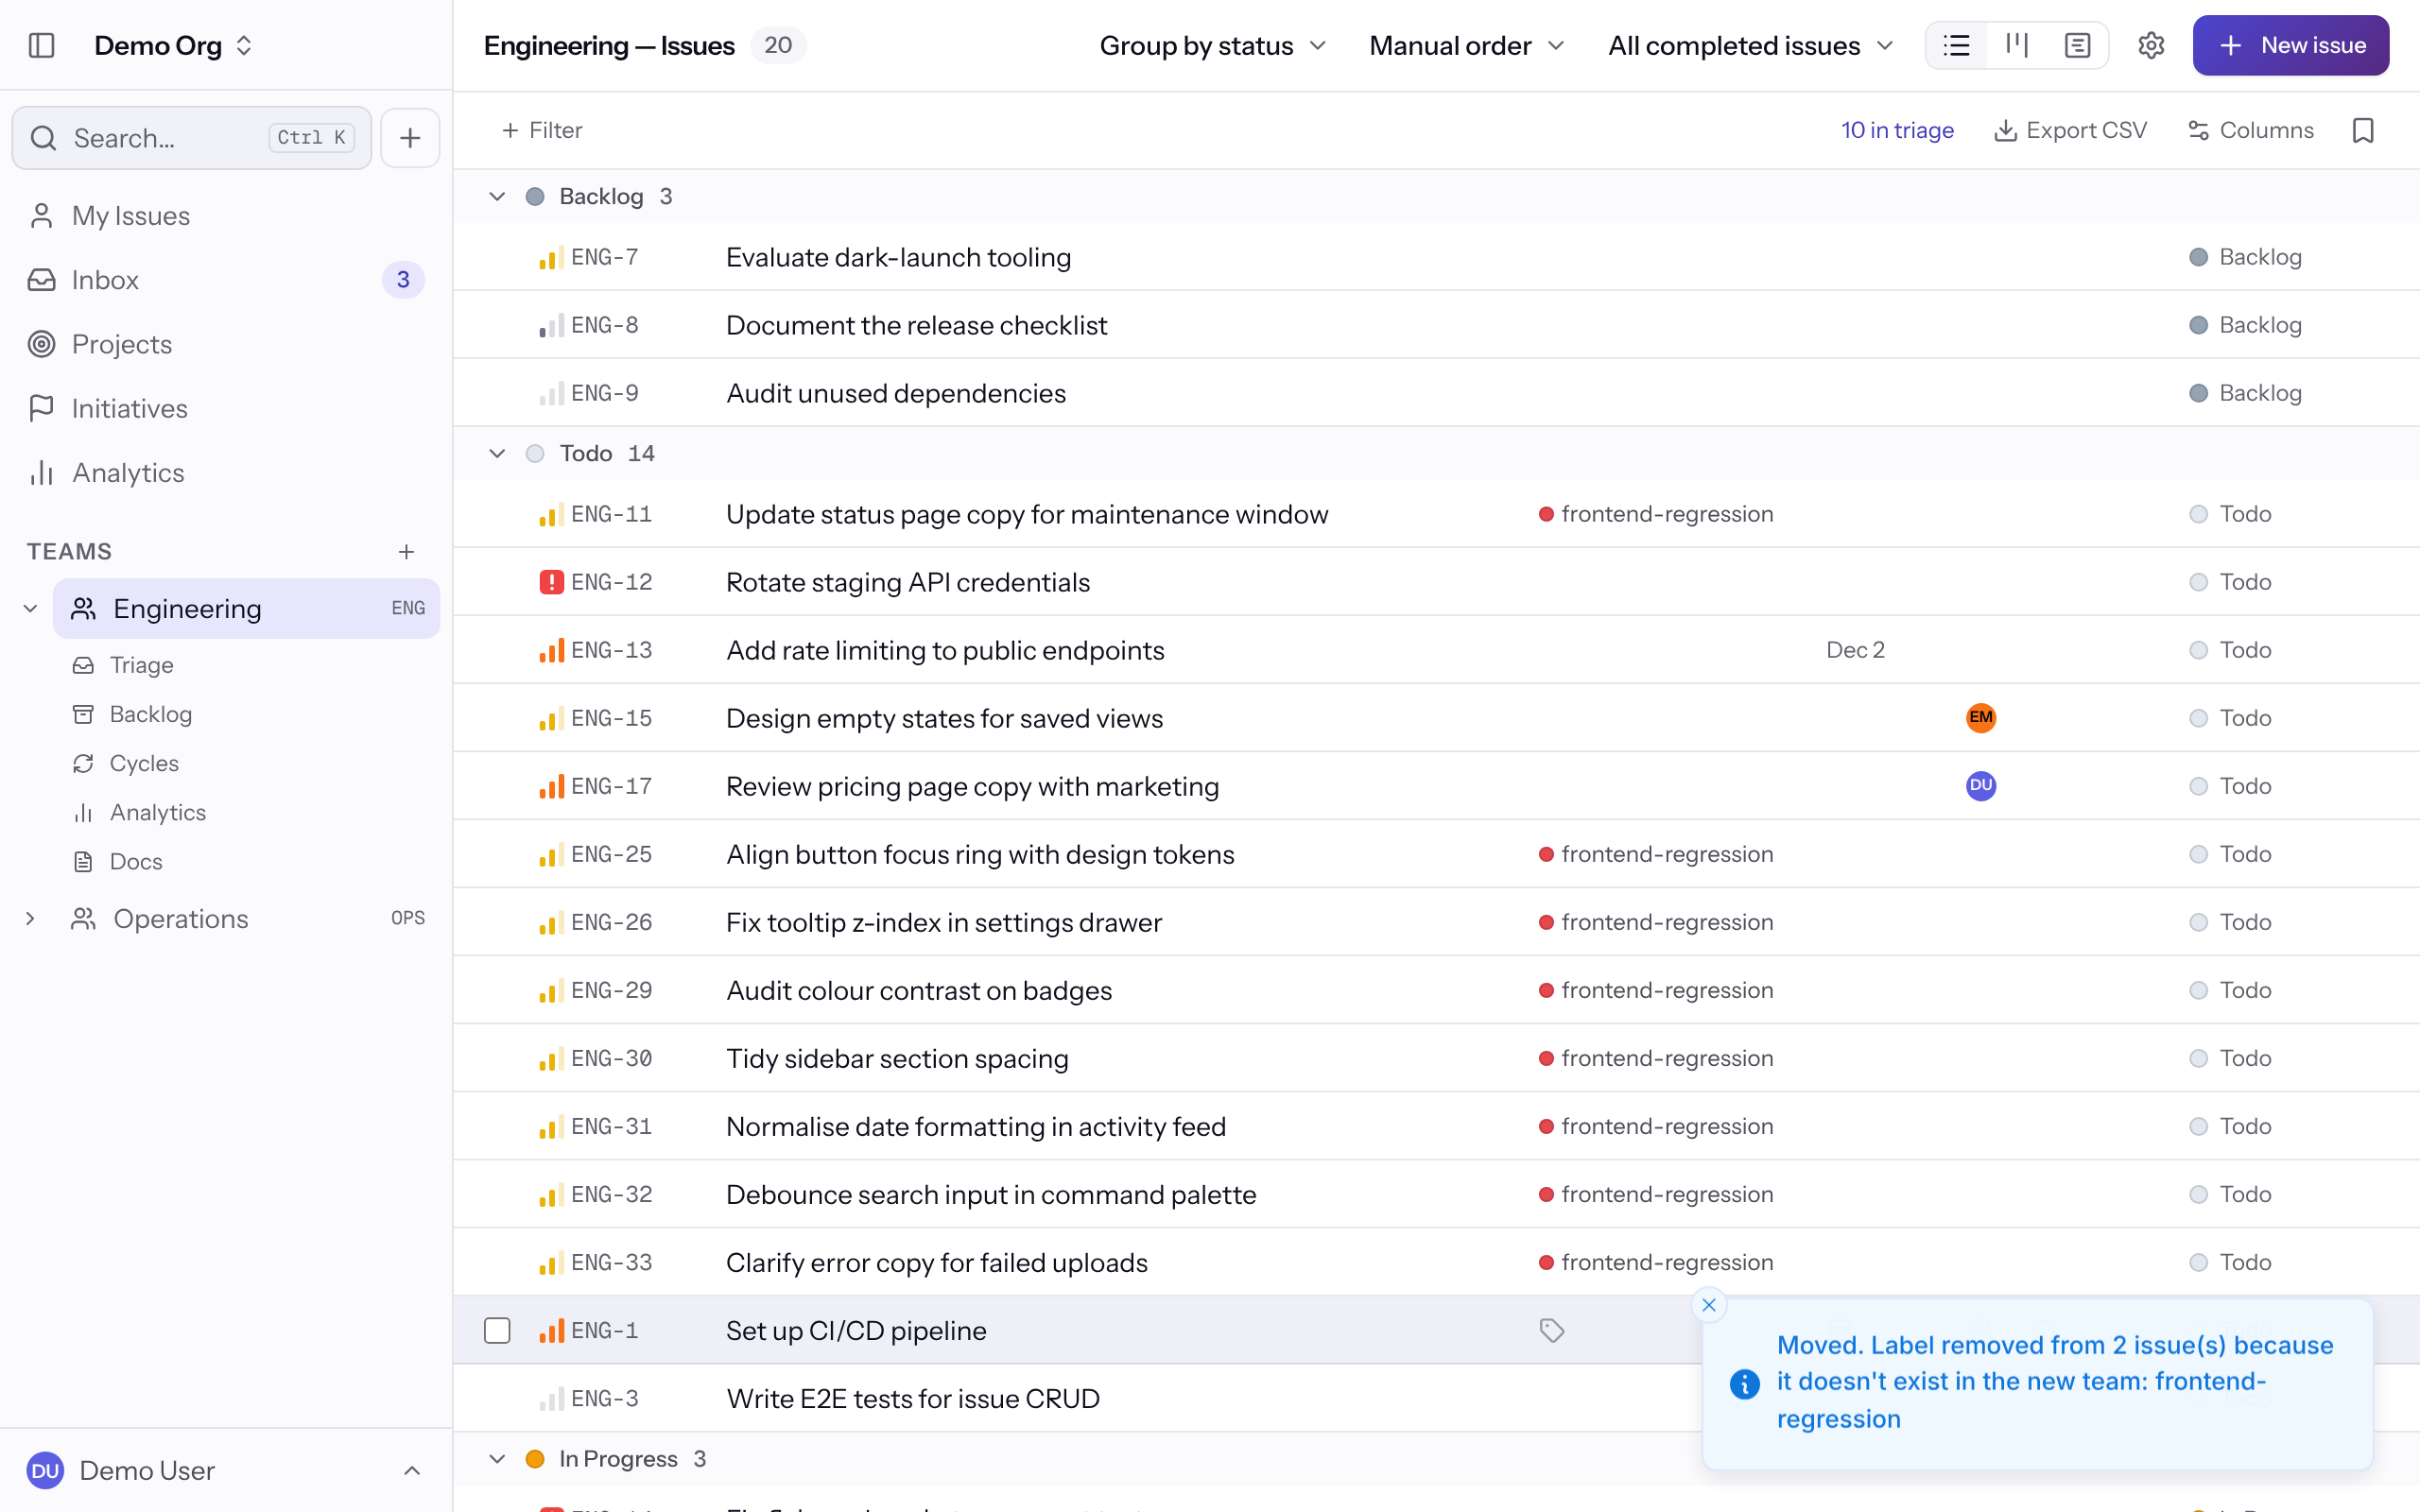 Demo Org
Search...
Ctrl K
My Issues
Inbox
3
Projects
Initiatives
Analytics
TEAMS
Engineering
ENG
Triage
Backlog
Cycles
Analytics
Docs
Operations
OPS
DU
Demo User
Engineering — Issues
20
Group by status
Manual order
All completed issues
New issue
Filter
10 in triage
Export CSV
Columns
Backlog 3
ENG-7 Evaluate dark-launch tooling Backlog
ENG-8 Document the release checklist Backlog
ENG-9 Audit unused dependencies Backlog
Todo 14
ENG-11 Update status page copy for maintenance window frontend-regression Todo
ENG-12 Rotate staging API credentials Todo
ENG-13 Add rate limiting to public endpoints Dec 2 Todo
ENG-15 Design empty states for saved views EM Todo
ENG-17 Review pricing page copy with marketing DU Todo
ENG-25 Align button focus ring with design tokens frontend-regression Todo
ENG-26 Fix tooltip z-index in settings drawer frontend-regression Todo
ENG-29 Audit colour contrast on badges frontend-regression Todo
ENG-30 Tidy sidebar section spacing frontend-regression Todo
ENG-31 Normalise date formatting in activity feed frontend-regression Todo
ENG-32 Debounce search input in command palette frontend-regression Todo
ENG-33 Clarify error copy for failed uploads frontend-regression Todo
ENG-1 Set up CI/CD pipeline
ENG-3 Write E2E tests for issue CRUD
In Progress 3
Moved. Label removed from 2 issue(s) because
it doesn't exist in the new team: frontend-
regression